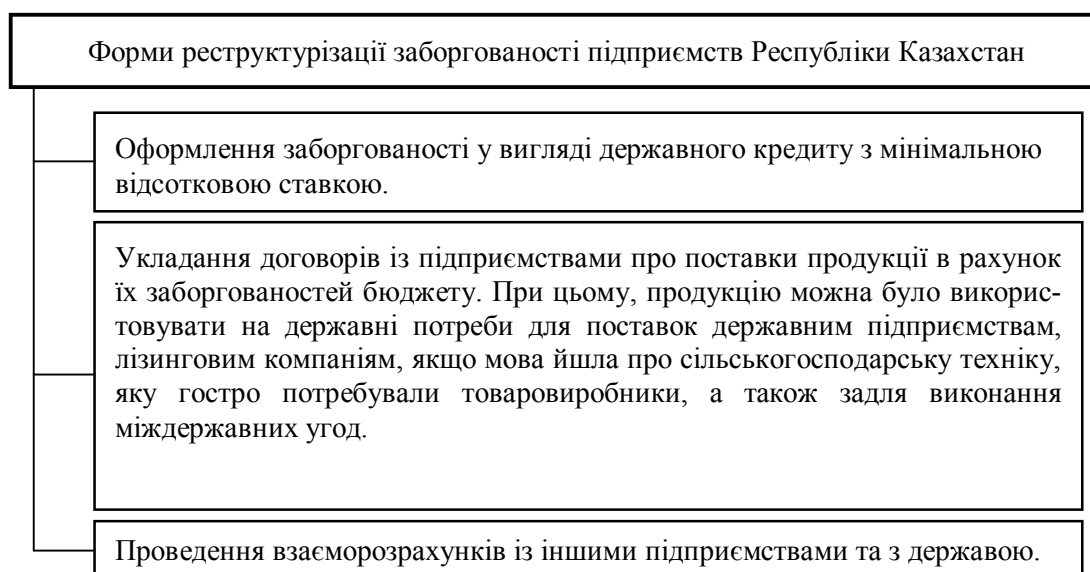 Форми реструктурізації заборгованості підприємств Республіки Казахстан
Оформлення заборгованості у вигляді державного кредиту з мінімальною
відсотковою ставкою.
Укладання договорів із підприємствами про поставки продукції в рахунок
їх заборгованостей бюджету. При цьому, продукцію можна було викорис-
товувати на державні потреби для поставок державним підприємствам,
лізинговим компаніям, якщо мова йшла про сільськогосподарську техніку,
яку гостро потребували товаровиробники, а також задля виконання
міждержавних угод.
Проведення взаєморозрахунків із іншими підприємствами та з державою.